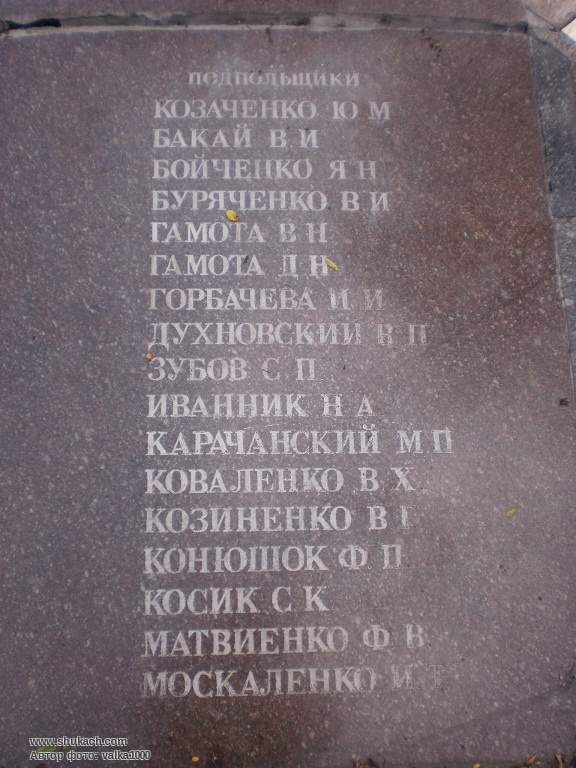 ПОДПОЛЬЩИКИ
КОЗАЧЕНКО Ю М
БАКАЙ В И
БОЙЧЕНКО Я Н
БУРЯЧЕНКО В И
ГАМОТА В Н
ГАМОТА Д Н
ГОРБАЧЕВА И И
ДУХНОВСКИЙ В П
ЗУБОВ С П
ИВАННИК Н А
КАРАЧАНСКИЙ М П
КОВАЛЕНКО В Х
КОЗИНЕНКО В Г
КОНЮШОК Ф П
КОСИК С К
МАТВИЕНКО Ф В
МОСКАЛЕНКО И
www.shukach.com
Автор фото: valka1000